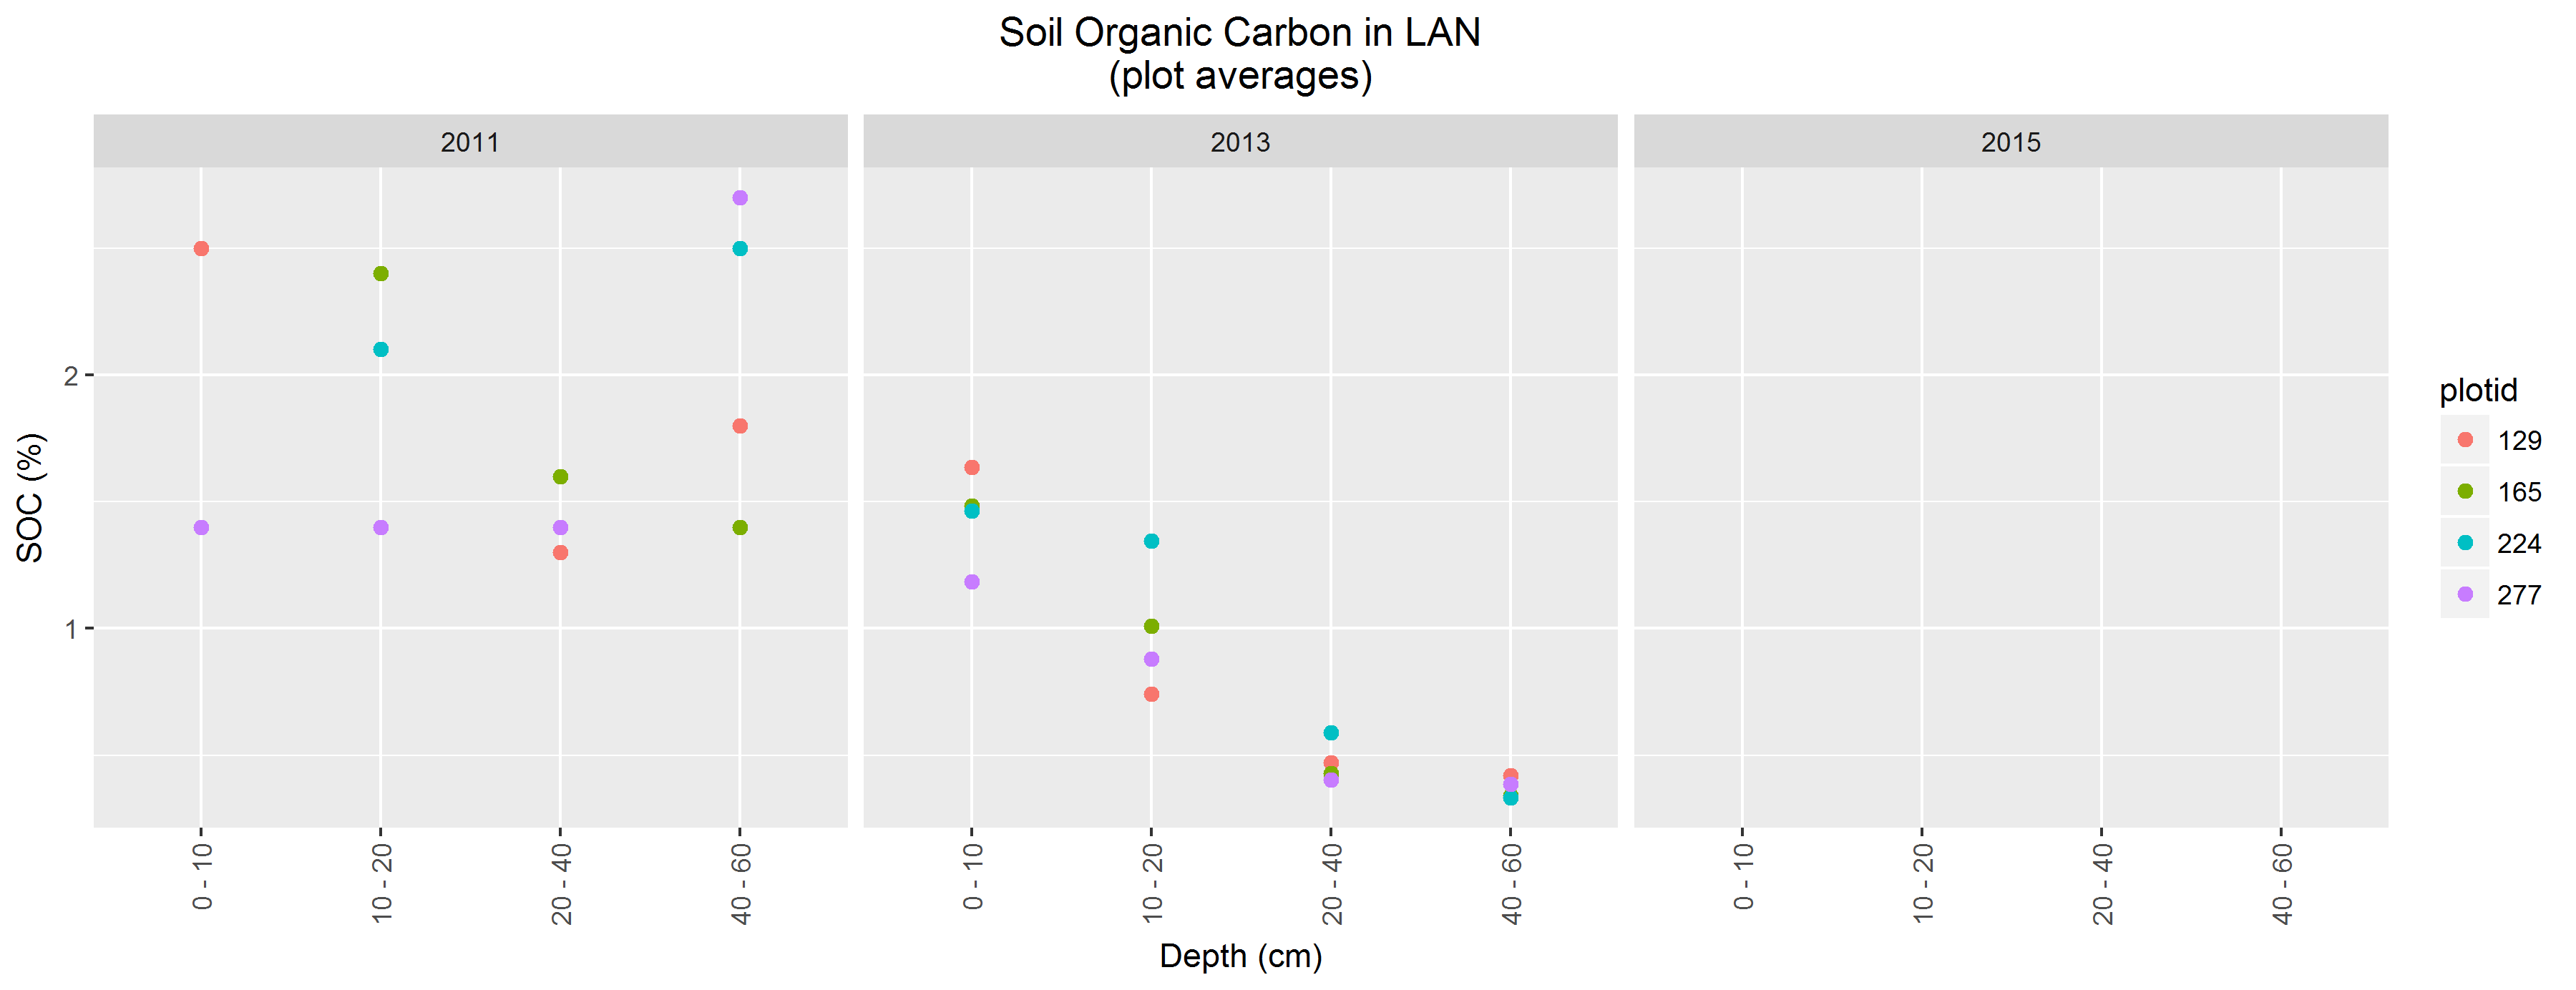 Soil Organic Carbon in LAN
(plot averages)
2011
2013
2015
SOC (%)
2
1
0 - 10
10 - 20
20 - 40
40 - 60
0 - 10
10 - 20
20 - 40
40 - 60
0 - 10
10 - 20
20 - 40
40 - 60
Depth (cm)
plotid
129
165
224
277